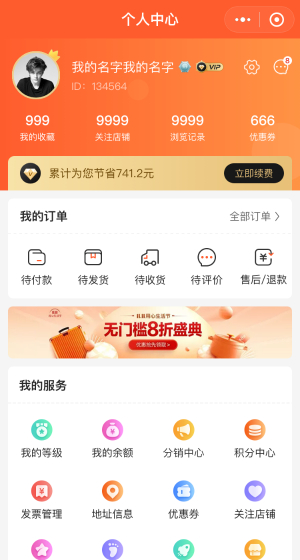 个人中心
我的名字我的名字 VIP
8
ID: 134564
999 9999 9999 666
我的收藏 关注店铺 浏览记录 优惠券
累计为您节省741.2元 立即续费
我的订单 全部订单
待付款 待发货 待收货 待评价 售后/退款
无门槛8折盛典
优惠抢先领取 >
我的服务
我的等级 我的余额 分销中心 积分中心
发票管理 地址信息 优惠券 关注店铺